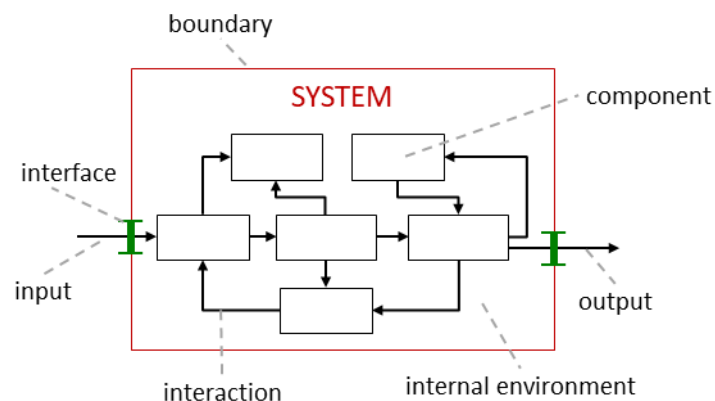 boundary
SYSTEM
component
interface
input
output
interaction
internal environment